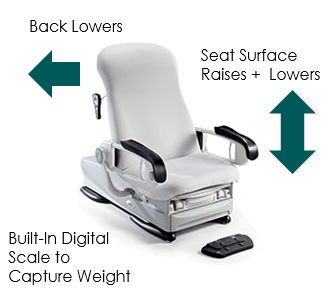 Back Lowers
Seat Surface
Raises + Lowers
Built-In Digital
Scale to
Capture Weight